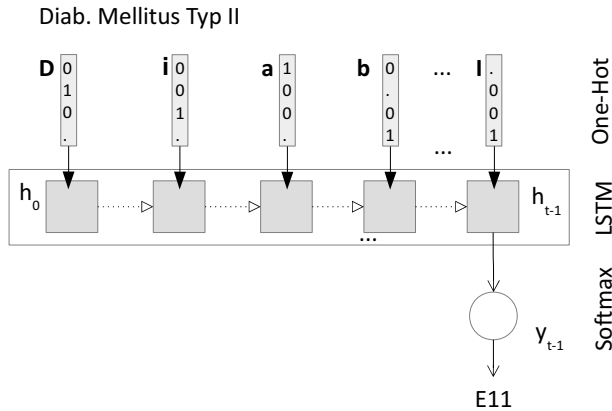 Diab. Mellitus Typ II
D 0 1 0 .
i 0 0 1 .
a 1 0 0 .
b 0 . 0 1
...
I . 0 0 1
...
One-Hot
h0
ht-1
...
LSTM
yt-1
Softmax
E11